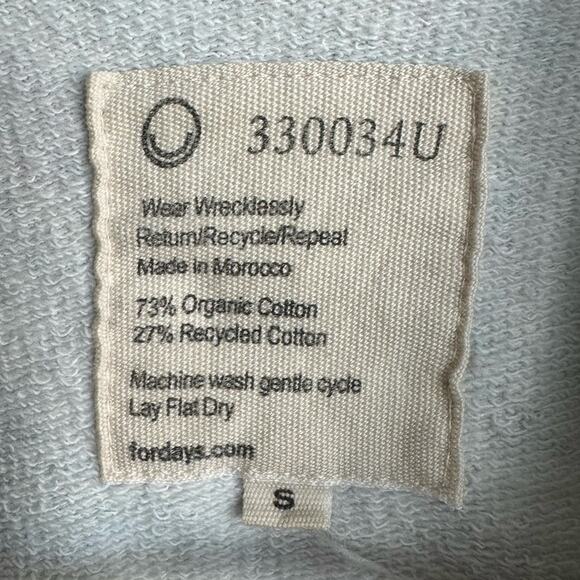 330034U
Wear Wrecklessly
Return/Recycle/Repeat
Made in Morocco
73% Organic Cotton
27% Recycled Cotton
Machine wash gentle cycle
Lay Flat Dry
fordays.com
S